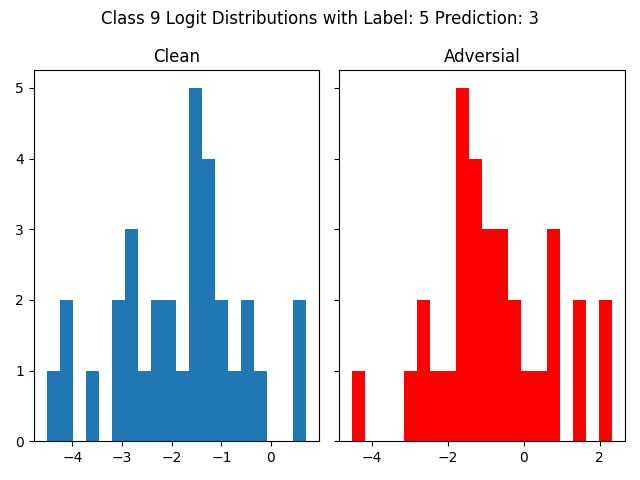 Class 9 Logit Distributions with Label: 5 Prediction: 3
Clean
Adversial
5
4
3
2
1
0
−4 −3 −2 −1 0
−4 −2 0 2